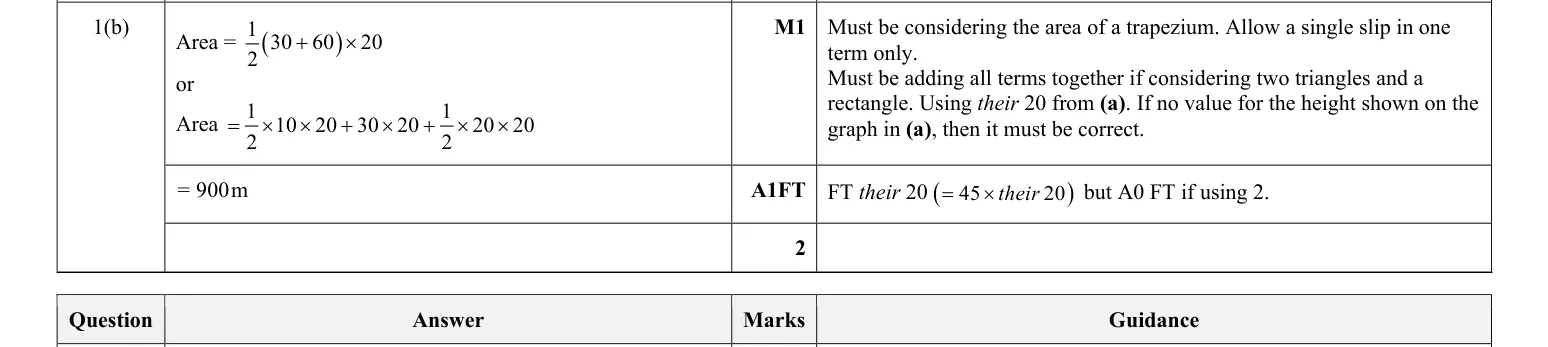 1(b)
Area = 1/2 (30 + 60) × 20
or
Area = 1/2 × 10 × 20 + 30 × 20 + 1/2 × 20 × 20
M1
Must be considering the area of a trapezium. Allow a single slip in one
term only.
Must be adding all terms together if considering two triangles and a
rectangle. Using their 20 from (a). If no value for the height shown on the
graph in (a), then it must be correct.
= 900 m
A1FT
FT their 20 (= 45 × their 20) but A0 FT if using 2.
2
Question Answer Marks Guidance